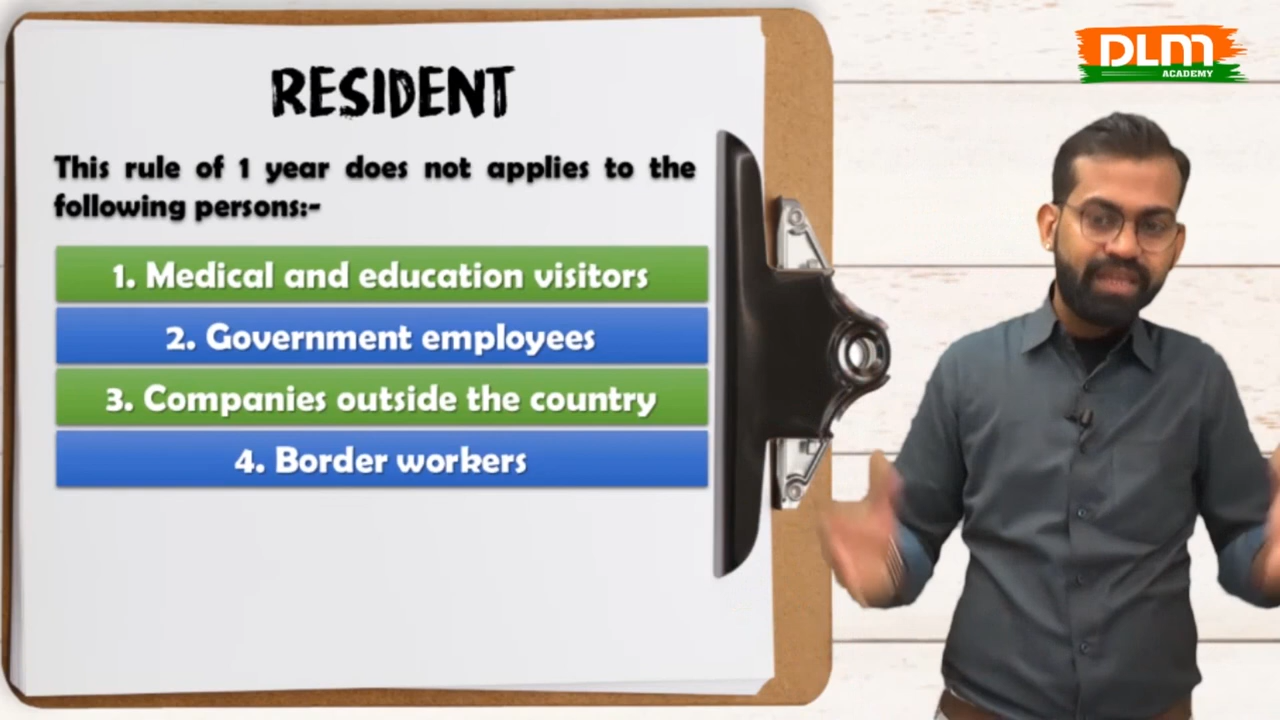 RESIDENT
This rule of 1 year does not applies to the
following persons:-
1. Medical and education visitors
2. Government employees
3. Companies outside the country
4. Border workers
DLM
ACADEMY